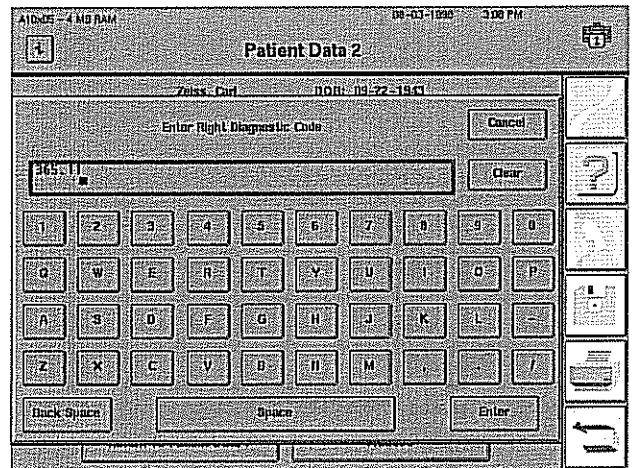 A10x05 - 4 MB RAM 08-03-1998 3:08 PM
Patient Data 2
Zeiss, Carl DOB: 09-22-1943
Enter Right Diagnostic Code Cancel
365.11 Clear
1 2 3 4 5 6 7 8 9 0
Q W E R T Y U I O P
A S D F G H J K L -
Z X C V B N M , . /
Back Space Space Enter